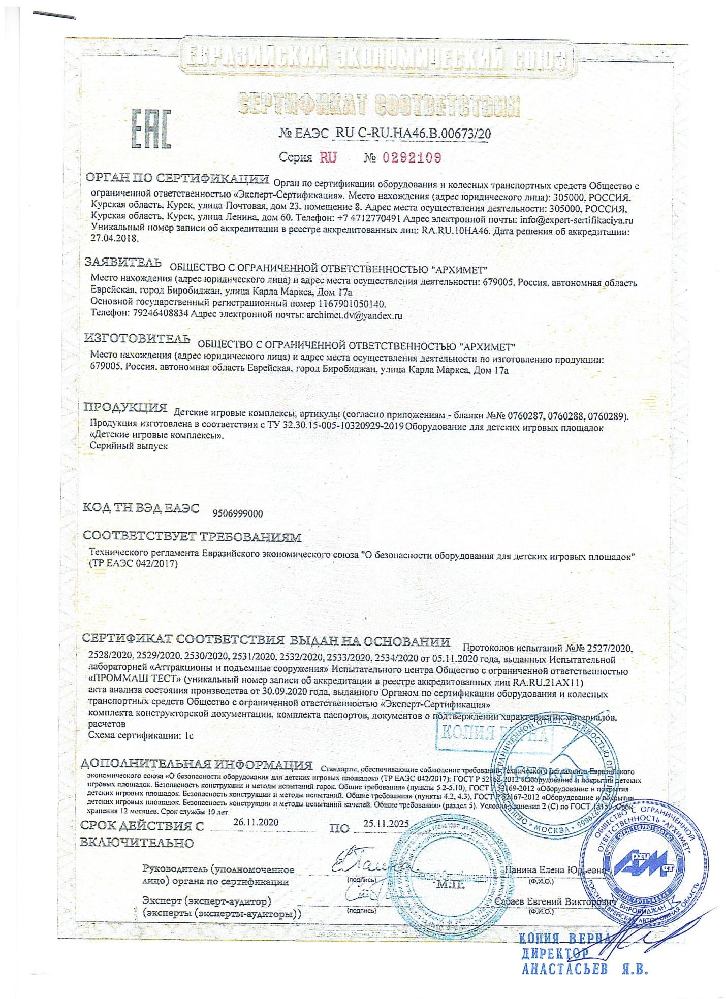 ЕВРАЗИЙСКИЙ ЭКОНОМИЧЕСКИЙ СОЮЗ
СЕРТИФИКАТ СООТВЕТСТВИЯ
ЕАС
№ ЕАЭС RU С-RU.НА46.В.00673/20
Серия RU № 0292109
ОРГАН ПО СЕРТИФИКАЦИИ Орган по сертификации оборудования и колесных транспортных средств Общество с
ограниченной ответственностью «Эксперт-Сертификация». Место нахождения (адрес юридического лица): 305000, РОССИЯ,
Курская область, Курск, улица Почтовая, дом 23, помещение 8. Адрес места осуществления деятельности: 305000, РОССИЯ,
Курская область, Курск, улица Ленина, дом 60. Телефон: +7 4712770491 Адрес электронной почты: info@expert-sertifikaciya.ru
Уникальный номер записи об аккредитации в реестре аккредитованных лиц: RA.RU.10НА46. Дата решения об аккредитации:
27.04.2018.
ЗАЯВИТЕЛЬ ОБЩЕСТВО С ОГРАНИЧЕННОЙ ОТВЕТСТВЕННОСТЬЮ "АРХИМЕТ"
Место нахождения (адрес юридического лица) и адрес места осуществления деятельности: 679005, Россия, автономная область
Еврейская, город Биробиджан, улица Карла Маркса, Дом 17а
Основной государственный регистрационный номер 1167901050140.
Телефон: 79246408834 Адрес электронной почты: archimet.dv@yandex.ru
ИЗГОТОВИТЕЛЬ ОБЩЕСТВО С ОГРАНИЧЕННОЙ ОТВЕТСТВЕННОСТЬЮ "АРХИМЕТ"
Место нахождения (адрес юридического лица) и адрес места осуществления деятельности по изготовлению продукции:
679005, Россия, автономная область Еврейская, город Биробиджан, улица Карла Маркса, Дом 17а
ПРОДУКЦИЯ Детские игровые комплексы, артикулы (согласно приложениям - бланки №№ 0760287, 0760288, 0760289).
Продукция изготовлена в соответствии с ТУ 32.30.15-005-10320929-2019 Оборудование для детских игровых площадок
«Детские игровые комплексы».
Серийный выпуск
КОД ТН ВЭД ЕАЭС 9506999000
СООТВЕТСТВУЕТ ТРЕБОВАНИЯМ
Технического регламента Евразийского экономического союза "О безопасности оборудования для детских игровых площадок"
(ТР ЕАЭС 042/2017)
СЕРТИФИКАТ СООТВЕТСТВИЯ ВЫДАН НА ОСНОВАНИИ Протоколов испытаний №№ 2527/2020,
2528/2020, 2529/2020, 2530/2020, 2531/2020, 2532/2020, 2533/2020, 2534/2020 от 05.11.2020 года, выданных Испытательной
лабораторией «Аттракционы и подъемные сооружения» Испытательного центра Общество с ограниченной ответственностью
«ПРОММАШ ТЕСТ» (уникальный номер записи об аккредитации в реестре аккредитованных лиц RA.RU.21АХ11)
акта анализа состояния производства от 30.09.2020 года, выданного Органом по сертификации оборудования и колесных
транспортных средств Общество с ограниченной ответственностью «Эксперт-Сертификация»
комплекта конструкторской документации, комплекта паспортов, документов о подтверждении характеристик материалов,
расчетов
Схема сертификации: 1с
КОПИЯ ВЕРНА
ДОПОЛНИТЕЛЬНАЯ ИНФОРМАЦИЯ Стандарты, обеспечивающие соблюдение требований Технического регламента Евразийского
экономического союза «О безопасности оборудования для детских игровых площадок» (ТР ЕАЭС 042/2017): ГОСТ Р 52168-2012 «Оборудование и покрытия детских
игровых площадок. Безопасность конструкции и методы испытаний горок. Общие требования» (пункты 5.2-5.10), ГОСТ Р 52169-2012 «Оборудование и покрытия
детских игровых площадок. Безопасность конструкции и методы испытаний. Общие требования» (пункты 4.2, 4.3), ГОСТ Р 52167-2012 «Оборудование и покрытия
детских игровых площадок. Безопасность конструкции и методы испытаний качелей. Общие требования» (раздел 5). Условия хранения 2 (С) по ГОСТ 15150. Срок
хранения 12 месяцев. Срок службы 10 лет
СРОК ДЕЙСТВИЯ С 26.11.2020 ПО 25.11.2025
ВКЛЮЧИТЕЛЬНО
"СЕРКОНС"
МОСКВА
Руководитель (уполномоченное
лицо) органа по сертификации
(подпись)
М.П.
Панина Елена Юрьевна
(Ф.И.О.)
Эксперт (эксперт-аудитор)
(эксперты (эксперты-аудиторы))
(подпись)
Сабаев Евгений Викторович
(Ф.И.О.)
ОБЩЕСТВО С ОГРАНИЧЕННОЙ
ОТВЕТСТВЕННОСТЬЮ "АРХИМЕТ"
ОГРН 1167901050140
АрхиМет
ИНН 7901546944
БИРОБИДЖАН
РОССИЯ ЕВРЕЙСКАЯ АВТОНОМНАЯ ОБЛАСТЬ
КОПИЯ ВЕРНА
ДИРЕКТОР
АНАСТАСЬЕВ Я.В.